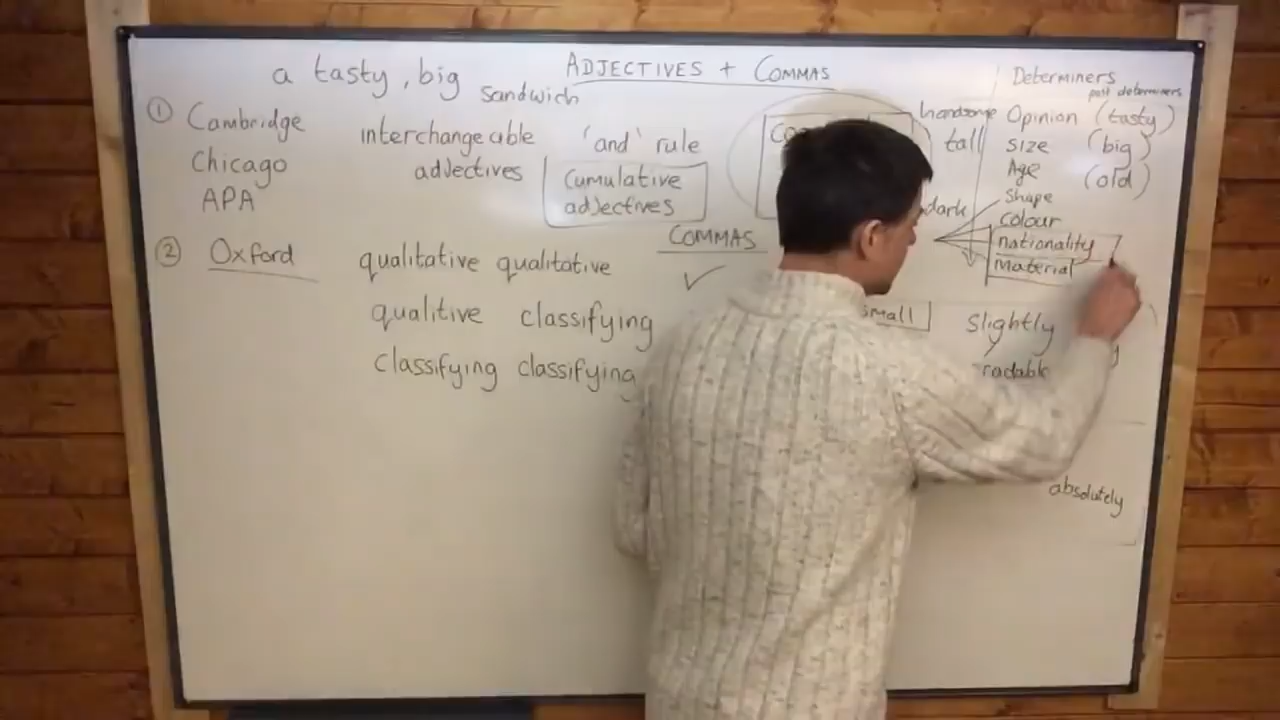 ADJECTIVES + COMMAS
a tasty, big sandwich
① Cambridge
Chicago
APA
interchangeable
adjectives
'and' rule
Cumulative
adjectives
② Oxford
COMMAS
qualitative qualitative ✓
qualitive classifying
classifying classifying
handsome
tall
dark
Determiners
post determiners
Opinion (tasty)
Size (big)
Age (old)
Shape
colour
nationality
Material
small
slightly
absolutely